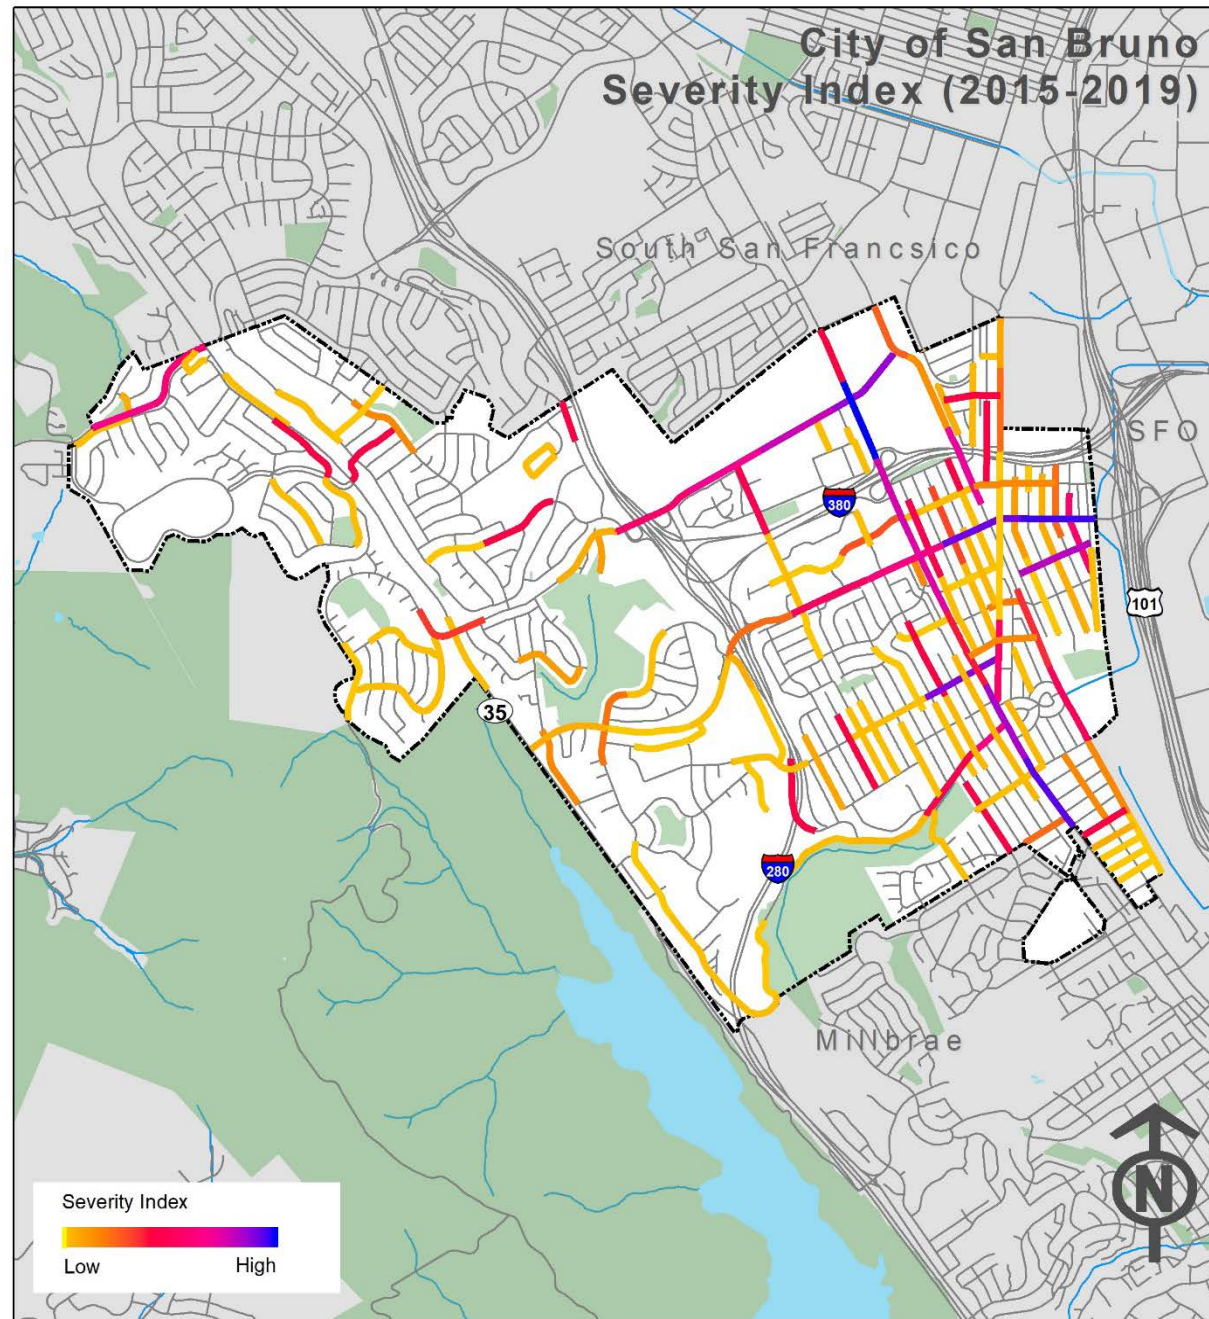 City of San Bruno
Severity Index (2015-2019)
South San Francsico
SFO
380
101
35
280
Millbrae
N
Severity Index
Low High